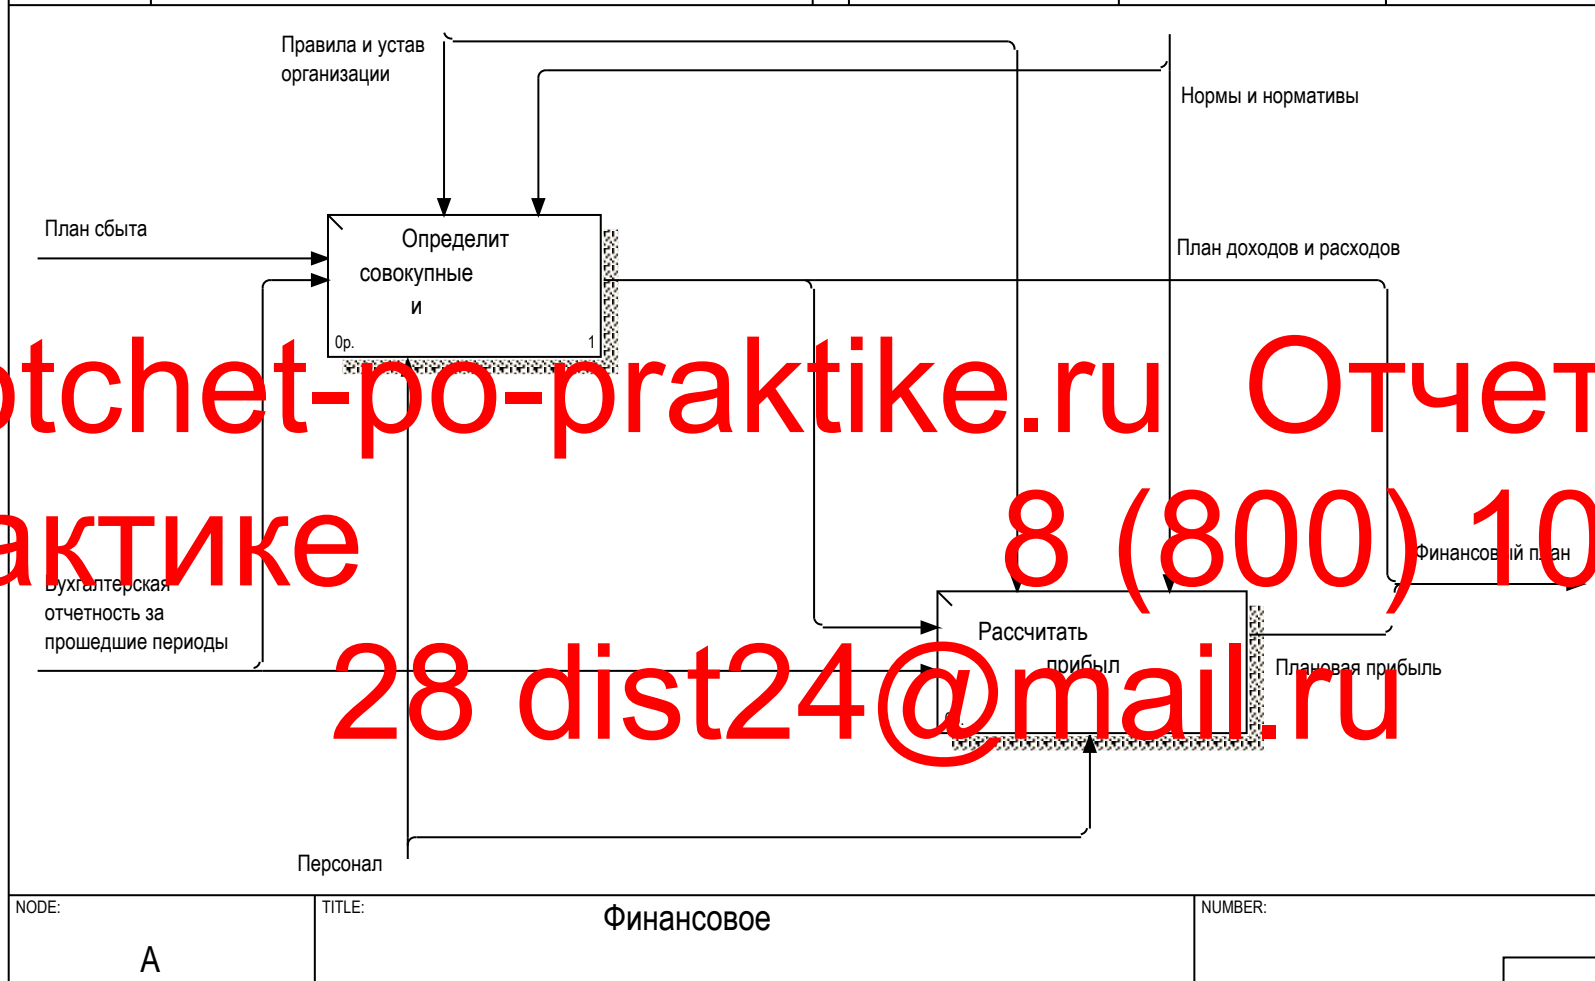 Правила и устав
организации
Нормы и нормативы
План сбыта
Определит
совокупные
и
0р.
1
План доходов и расходов
otchet-po-praktike.ru Отчет
актике
8 (800) 10
Финансовый план
Бухгалтерская
отчетность за
прошедшие периоды
Рассчитать
прибыл
28 dist24@mail.ru
Плановая прибыль
Персонал
NODE:
TITLE:
Финансовое
NUMBER:
A